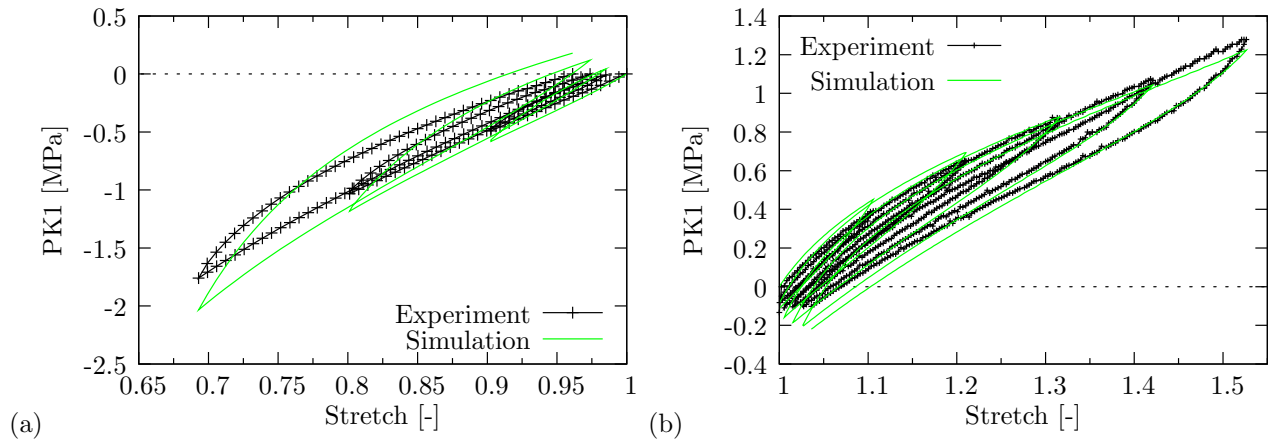 0.5
0
-0.5
-1
-1.5
-2
-2.5
PK1 [MPa]
0.65 0.7 0.75 0.8 0.85 0.9 0.95 1
Stretch [-]
Experiment
Simulation
(a)
1.4
1.2
1
0.8
0.6
0.4
0.2
0
-0.2
-0.4
PK1 [MPa]
1 1.1 1.2 1.3 1.4 1.5
Stretch [-]
Experiment
Simulation
(b)